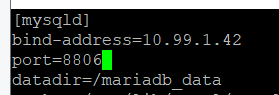 [mysqld]
bind-address=10.99.1.42
port=8806
datadir=/mariadb_data